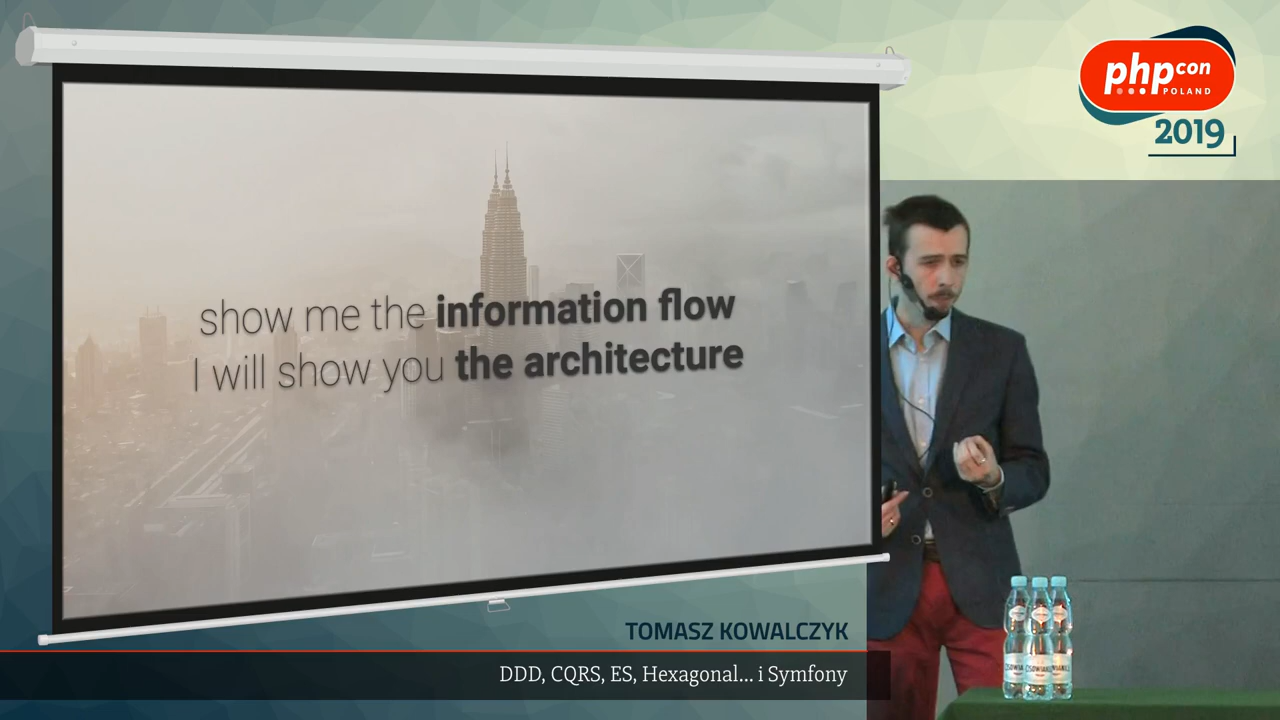 php con
POLAND
2019
show me the information flow
I will show you the architecture
TOMASZ KOWALCZYK
DDD, CQRS, ES, Hexagonal... i Symfony